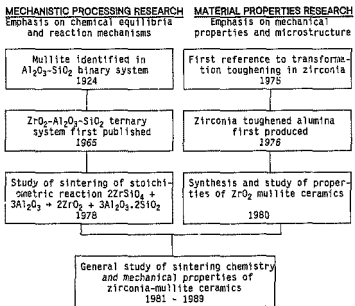 MECHANISTIC PROCESSING RESEARCH
Emphasis on chemical equilibria
and reaction mechanisms
Mullite identified in
Al2O3-SiO2 binary system
1924
ZrO2-Al2O3-SiO2 ternary
system first published
1965
Study of sintering of stoichi-
ometric reaction 2ZrSiO4 +
3Al2O3 → 2ZrO2 + 3Al2O3.2SiO2
1978
MATERIAL PROPERTIES RESEARCH
Emphasis on mechanical
properties and microstructure
First reference to transforma-
tion toughening in zirconia
1975
Zirconia toughened alumina
first produced
1976
Synthesis and study of proper-
ties of ZrO2 mullite ceramics
1980
General study of sintering chemistry
and mechanical properties of
zirconia-mullite ceramics
1981 - 1989